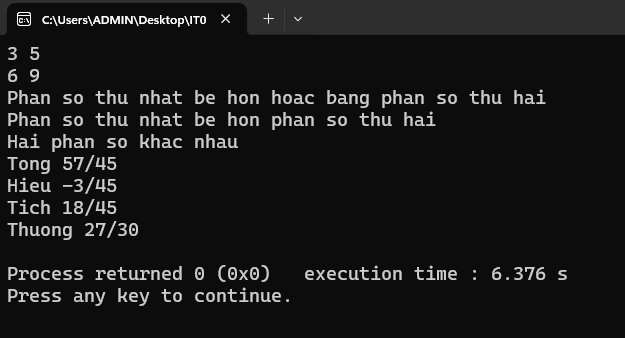 C:\Users\ADMIN\Desktop\IT0
3 5
6 9
Phan so thu nhat be hon hoac bang phan so thu hai
Phan so thu nhat be hon phan so thu hai
Hai phan so khac nhau
Tong 57/45
Hieu -3/45
Tich 18/45
Thuong 27/30
Process returned 0 (0x0)   execution time : 6.376 s
Press any key to continue.